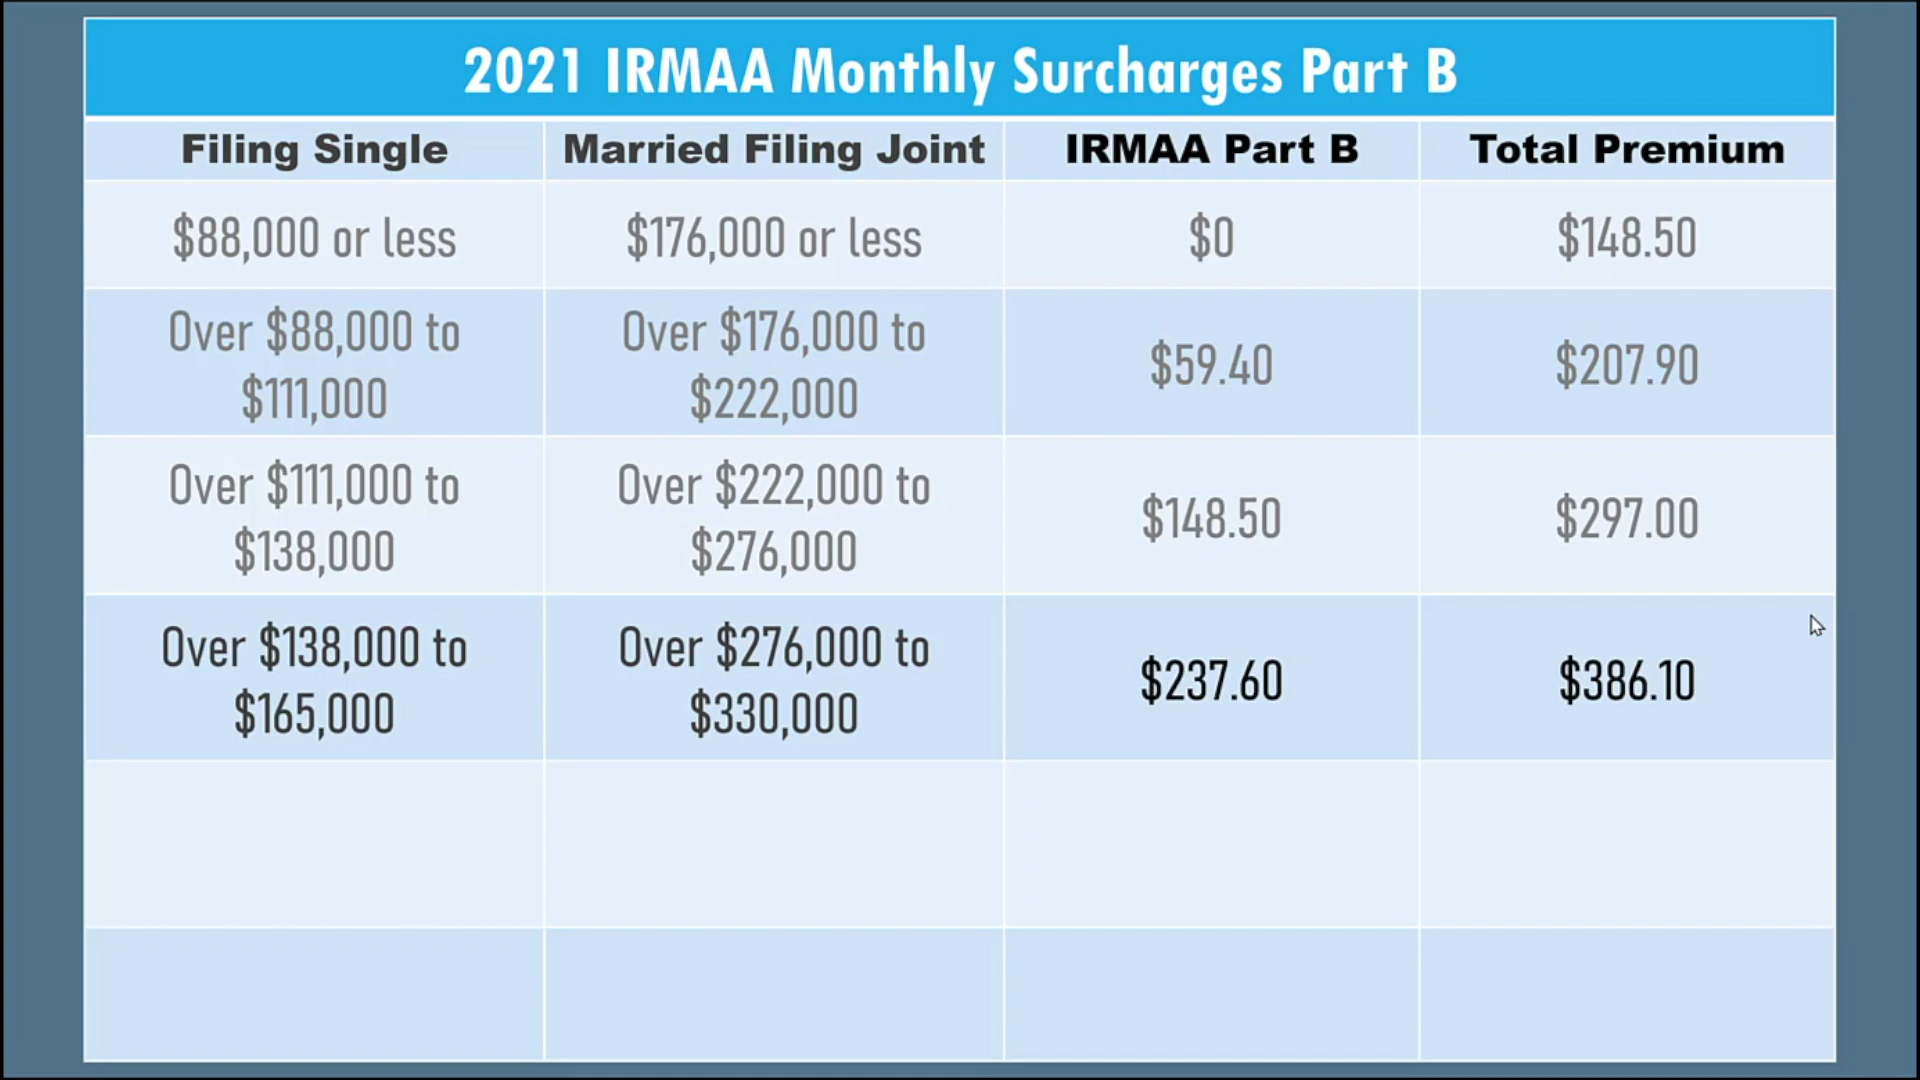 2021 IRMAA Monthly Surcharges Part B
Filing Single
Married Filing Joint
IRMAA Part B
Total Premium
$88,000 or less
$176,000 or less
$0
$148.50
Over $88,000 to
$111,000
Over $176,000 to
$222,000
$59.40
$207.90
Over $111,000 to
$138,000
Over $222,000 to
$276,000
$148.50
$297.00
Over $138,000 to
$165,000
Over $276,000 to
$330,000
$237.60
$386.10